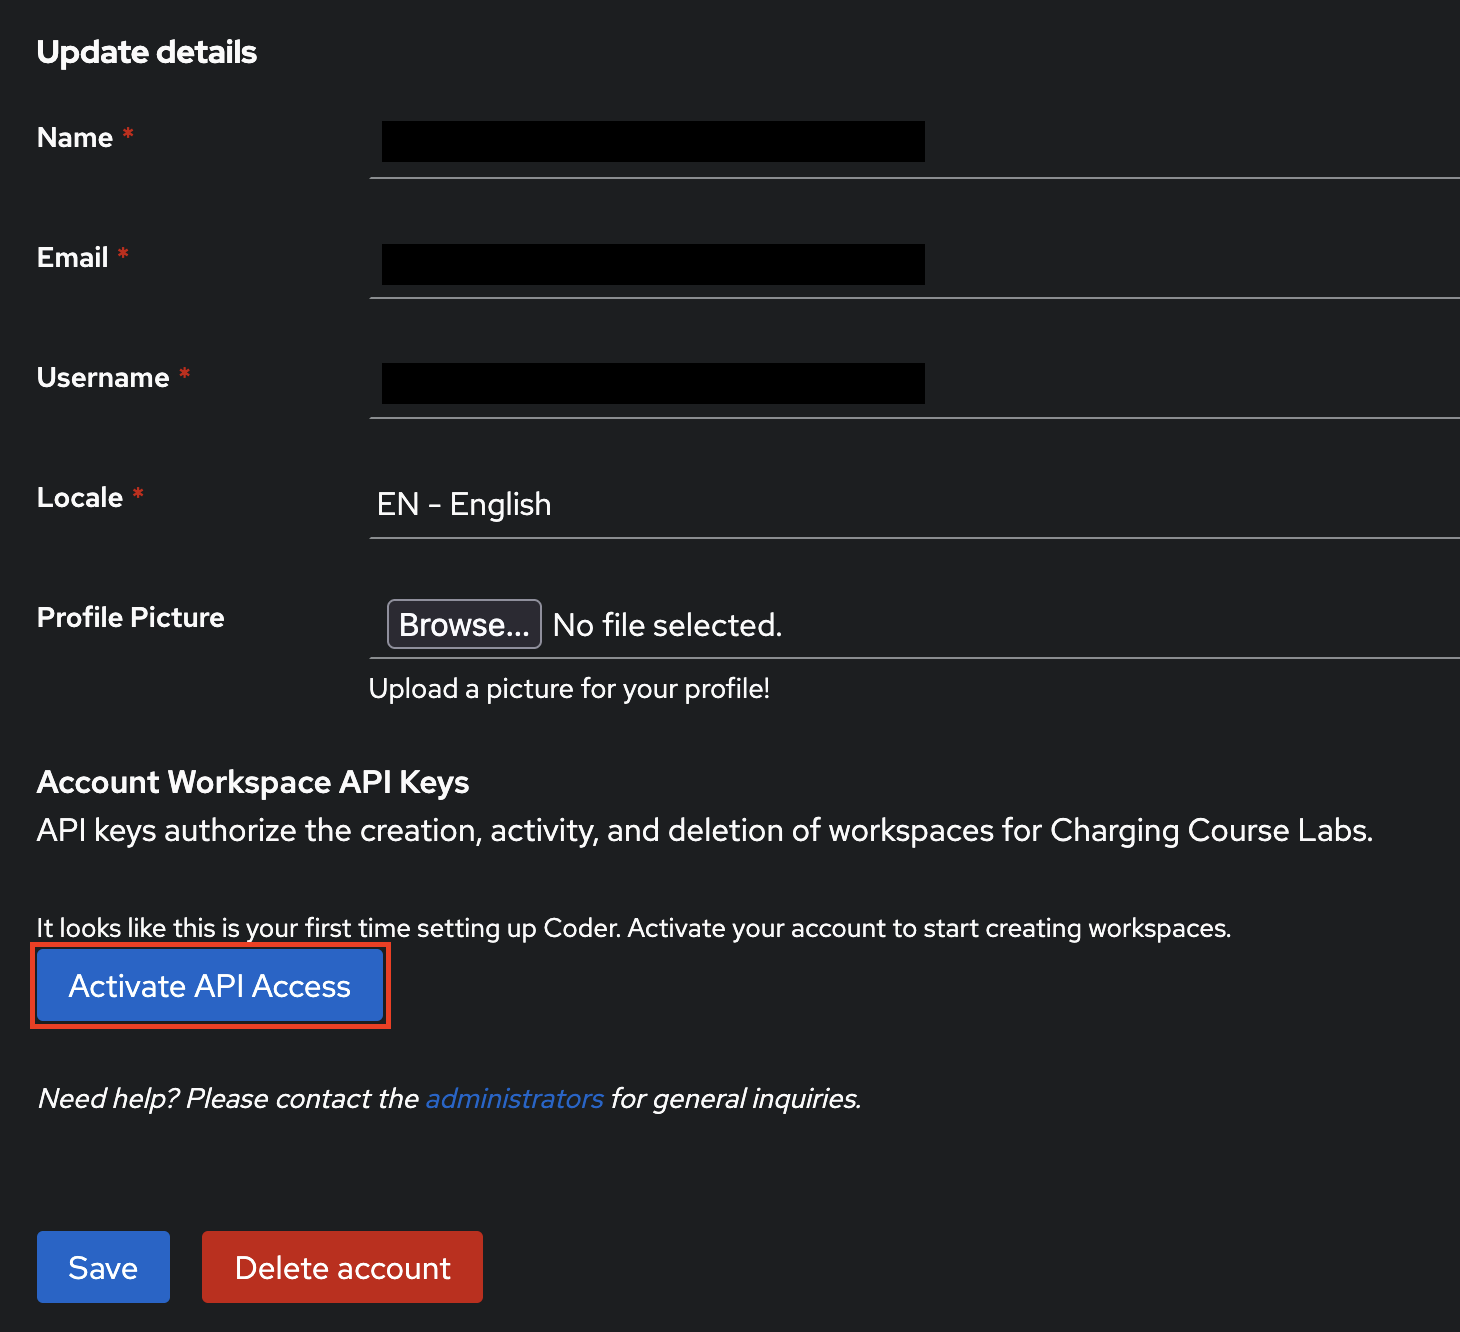 Update details
Name *
Email *
Username *
Locale *
EN - English
Profile Picture
Browse... No file selected.
Upload a picture for your profile!
Account Workspace API Keys
API keys authorize the creation, activity, and deletion of workspaces for Charging Course Labs.
It looks like this is your first time setting up Coder. Activate your account to start creating workspaces.
Activate API Access
Need help? Please contact the administrators for general inquiries.
Save
Delete account